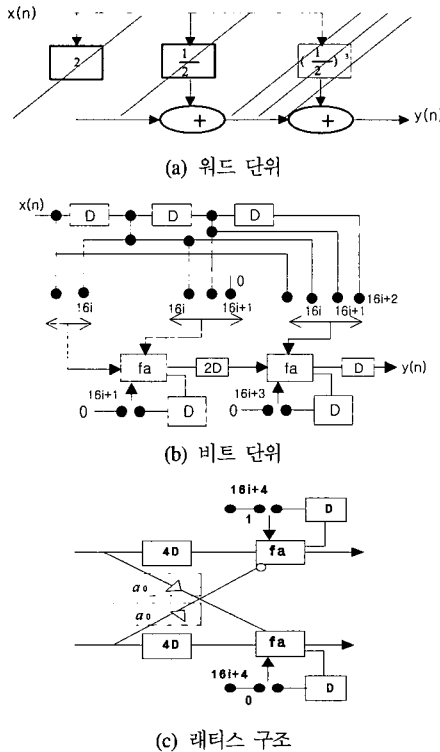 x(n)
2
1
2
( 1 ) 3
2
+
+
y(n)
(a) 워드 단위
x(n)
D
D
D
0
16i
16i
16i+1
16i
16i+1
16i+2
fa
2D
fa
D
y(n)
16i+1
0
D
16i+3
0
D
(b) 비트 단위
16i+4
1
D
4D
fa
a0
a0
4D
fa
16i+4
0
D
(c) 래티스 구조